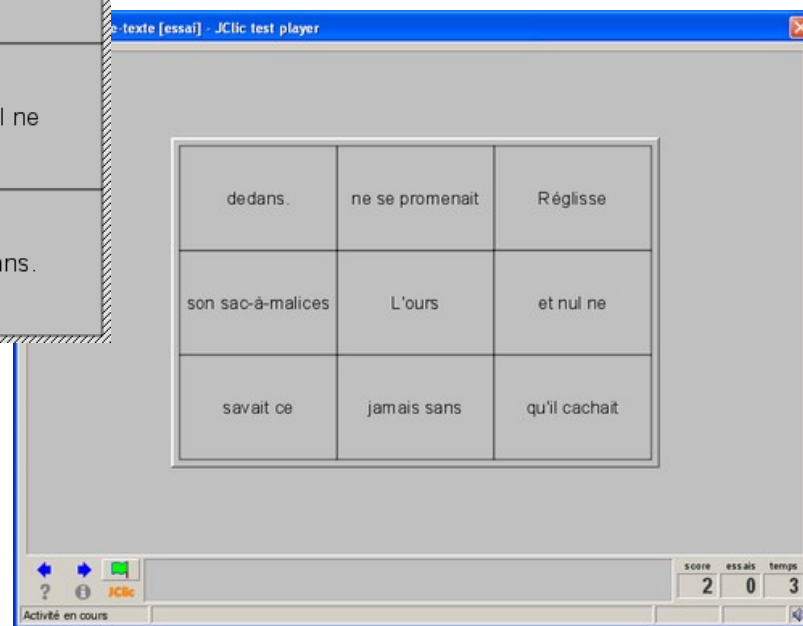 e-texte [essai] - JClic test player
l ne
ns.
dedans. ne se promenait Réglisse
son sac-à-malices L'ours et nul ne
savait ce jamais sans qu'il cachait
score essais temps
2 0 3
? JClic
Activité en cours